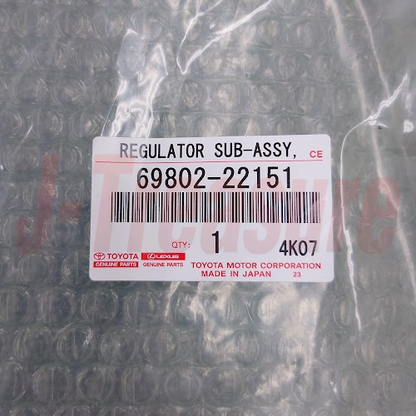 REGULATOR SUB-ASSY, CE
69802-22151
QTY: 1 4K07
TOYOTA LEXUS TOYOTA MOTOR CORPORATION
GENUINE PARTS GENUINE PARTS MADE IN JAPAN 23
J-Treasure